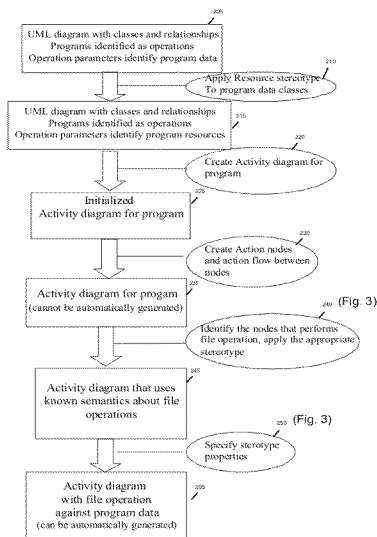 205
UML diagram with classes and relationships
Programs identified as operations
Operation parameters identify program data
210
Apply Resource stereotype
To program data classes
215
UML diagram with classes and relationships
Programs identified as operations
Operation parameters identify program resources
220
Create Activity diagram for
program
225
Initialized
Activity diagram for program
230
Create Action nodes
and action flow between
nodes
235
Activity diagram for progam
(cannot be automatically generated)
240 (Fig. 3)
Identify the nodes that performs
file operation, apply the appropriate
stereotype
245
Activity diagram that uses
known semantics about file
operations
250 (Fig. 3)
Specify sterotype
properties
255
Activity diagram
with file operation
against program data
(can be automatically generated)